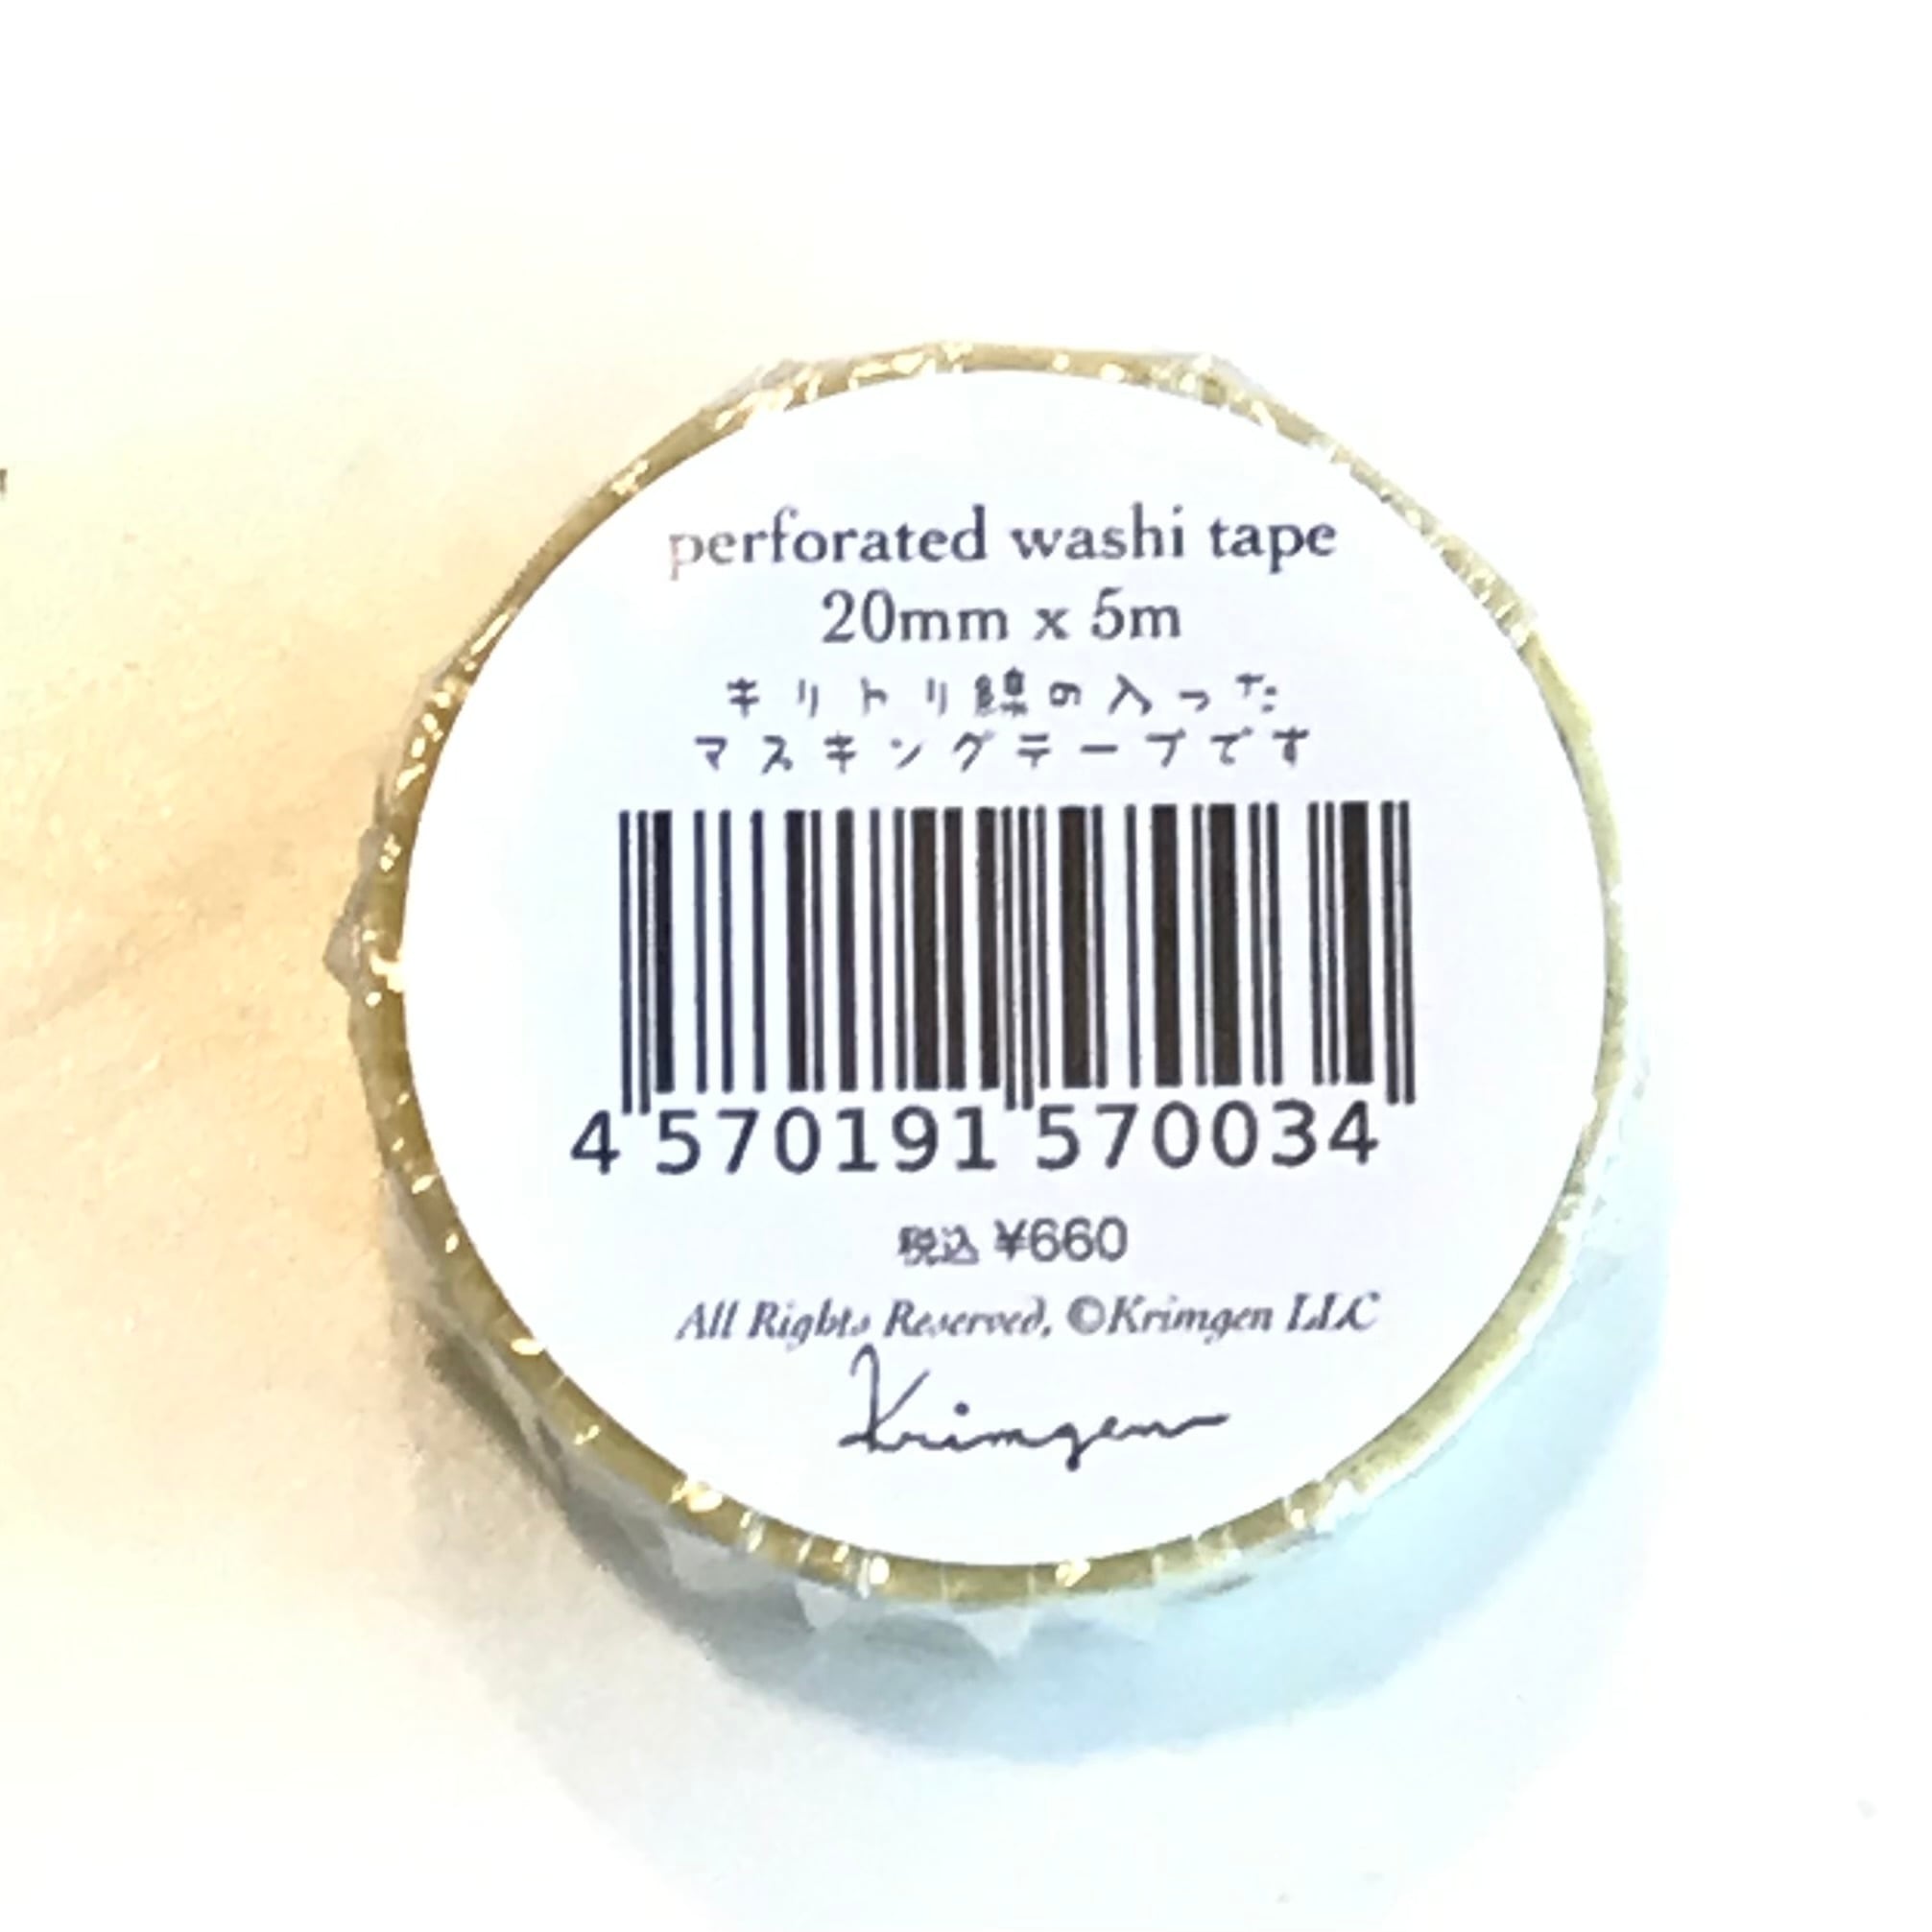 perforated washi tape
20mm x 5m
キリトリ線の入った
マスキングテープです
4 570191 570034
税込 ¥660
All Rights Reserved, ©Krimgen LLC
Krimgen